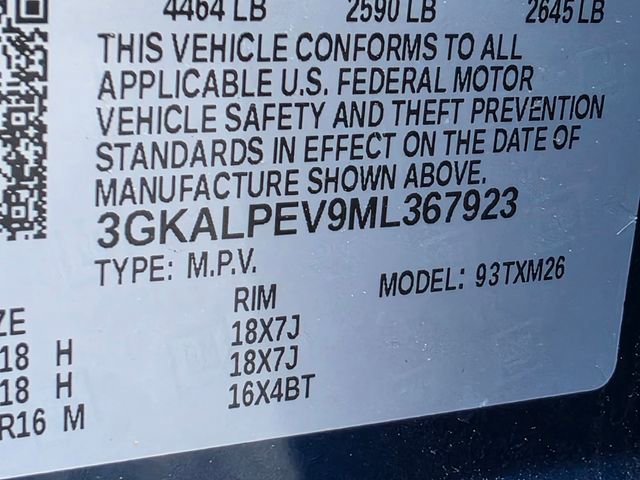 4464 LB 2590 LB 2645 LB
THIS VEHICLE CONFORMS TO ALL
APPLICABLE U.S. FEDERAL MOTOR
VEHICLE SAFETY AND THEFT PREVENTION
STANDARDS IN EFFECT ON THE DATE OF
MANUFACTURE SHOWN ABOVE.
3GKALPEV9ML367923
TYPE: M.P.V. MODEL: 93TXM26
ZE RIM
18 H 18X7J
18 H 18X7J
R16 M 16X4BT